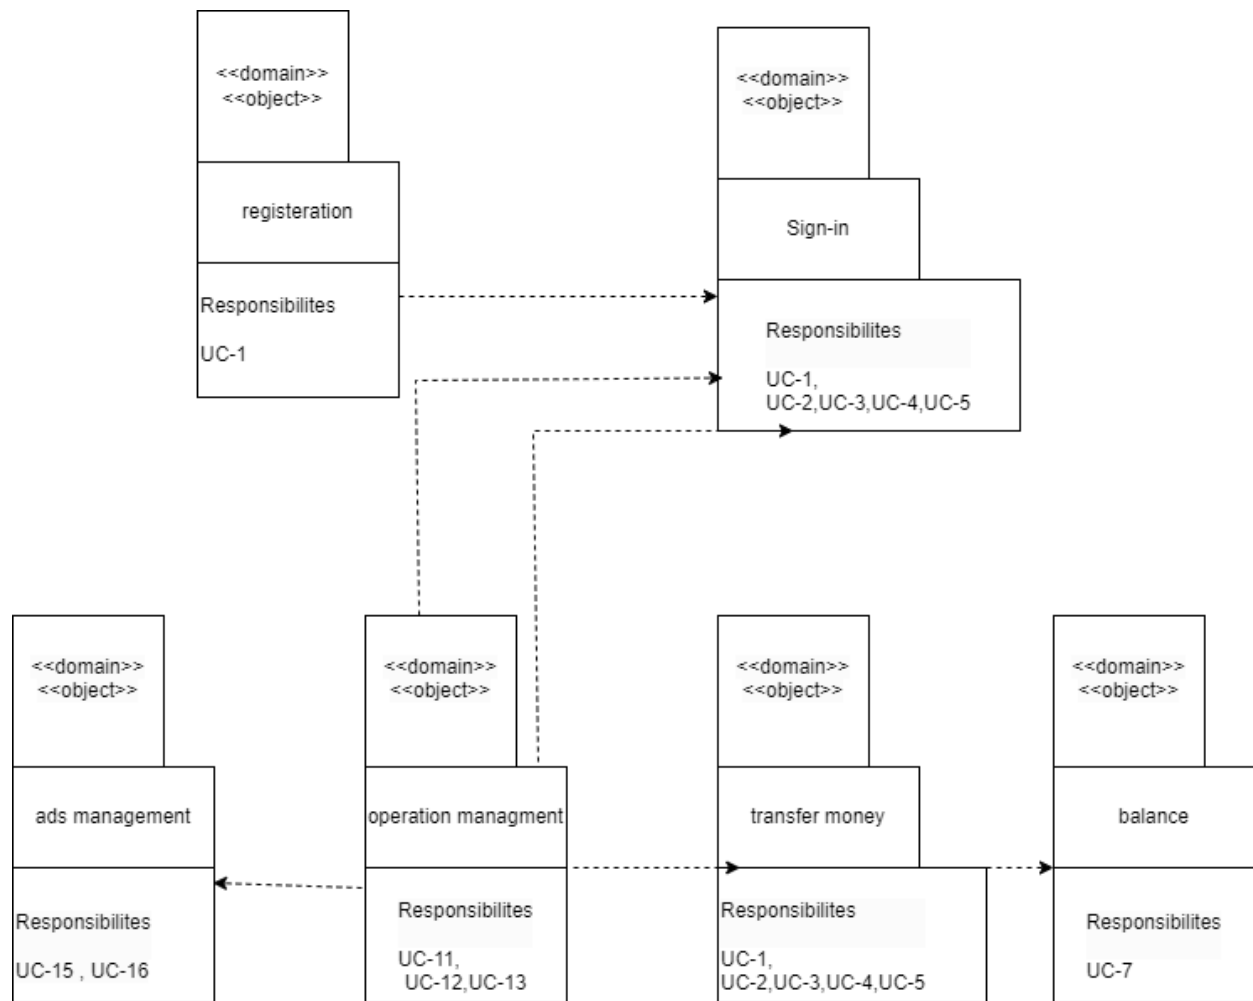 <<domain>>
<<object>>
registeration
Responsibilites
UC-1
<<domain>>
<<object>>
Sign-in
Responsibilites
UC-1,
UC-2,UC-3,UC-4,UC-5
<<domain>>
<<object>>
ads management
Responsibilites
UC-15 , UC-16
<<domain>>
<<object>>
operation managment
Responsibilites
UC-11,
UC-12,UC-13
<<domain>>
<<object>>
transfer money
Responsibilites
UC-1,
UC-2,UC-3,UC-4,UC-5
<<domain>>
<<object>>
balance
Responsibilites
UC-7